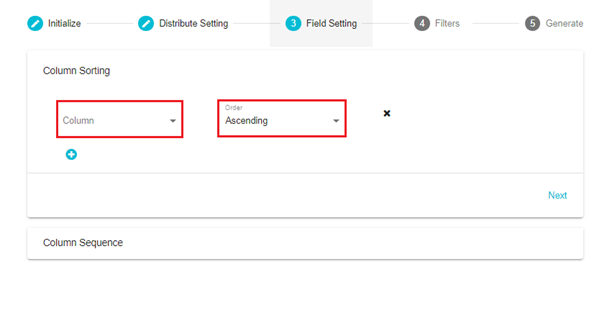 Initialize Distribute Setting 3 Field Setting 4 Filters 5 Generate
Column Sorting
Order
Column Ascending
Next
Column Sequence